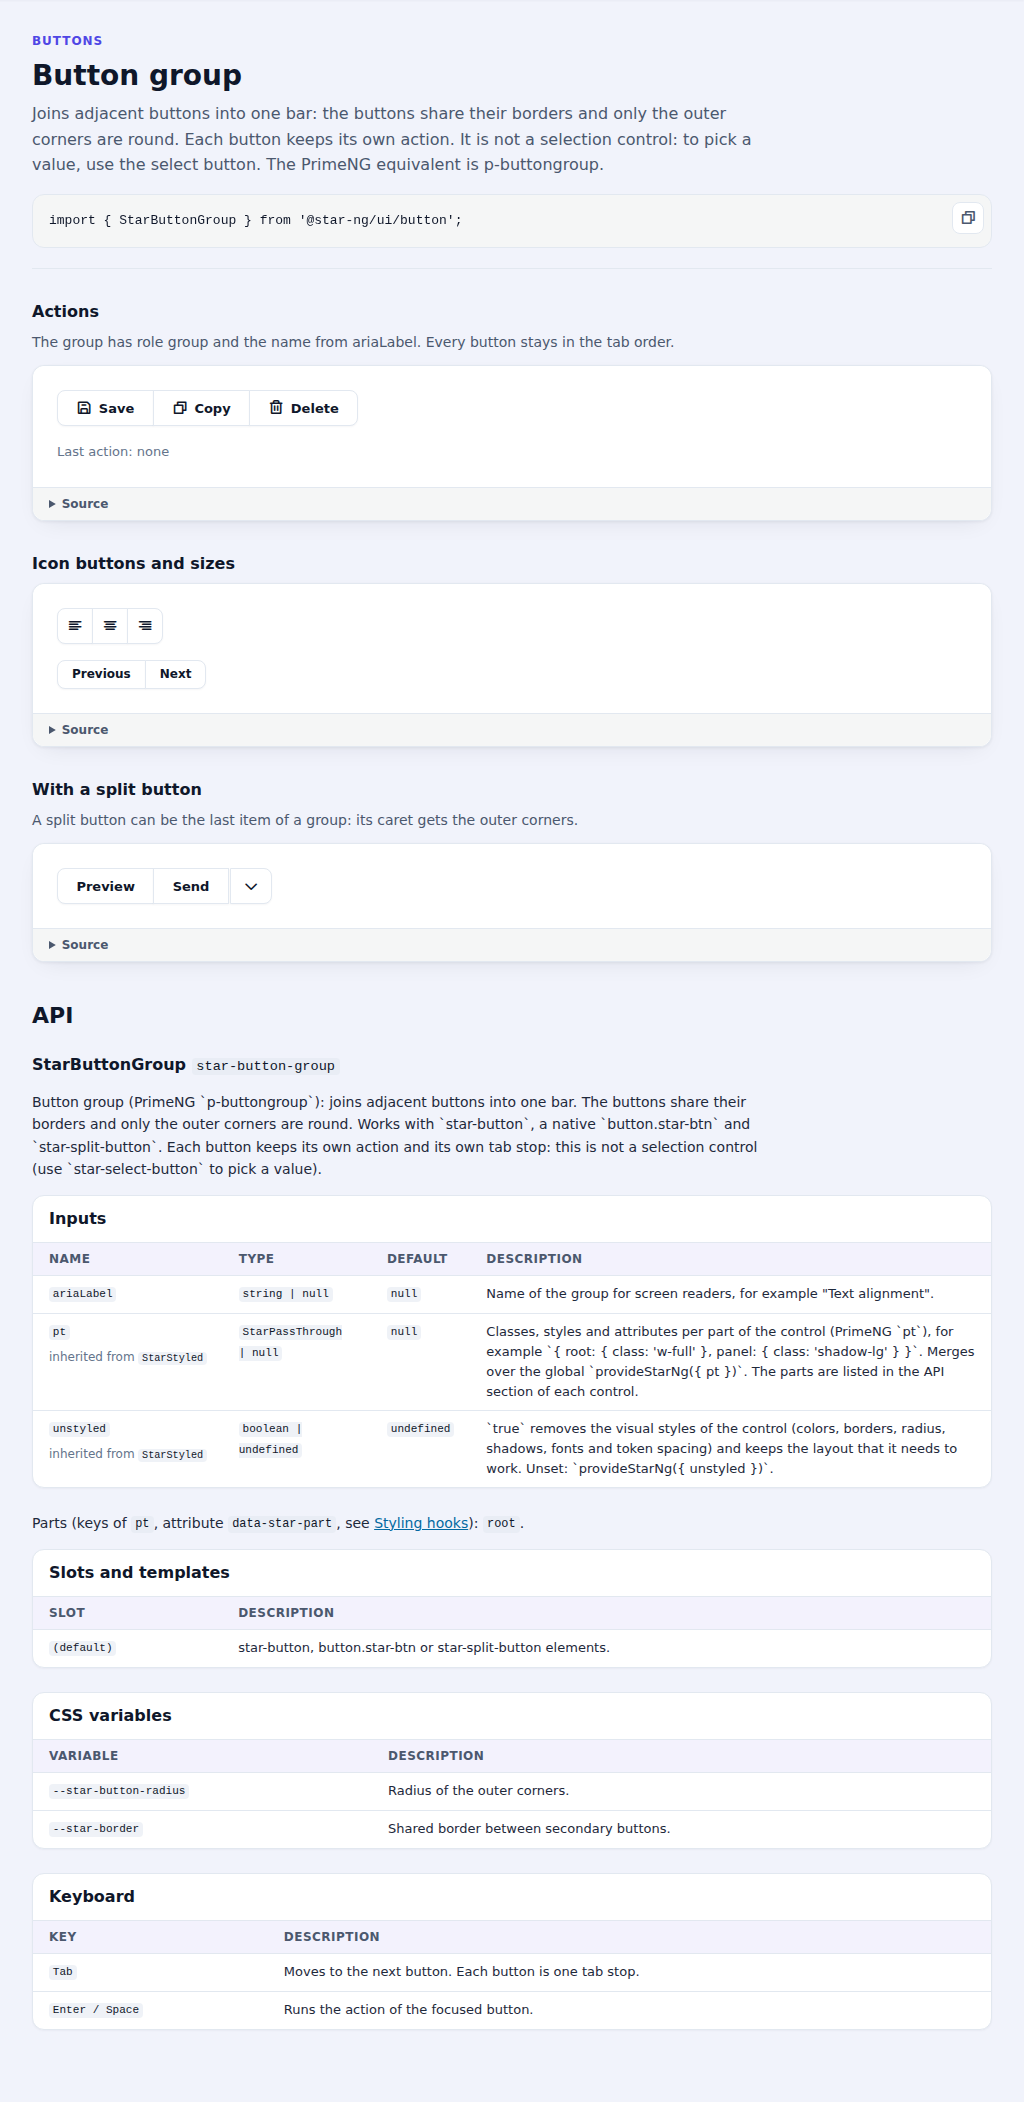 BUTTONS
Button group
Joins adjacent buttons into one bar: the buttons share their borders and only the outer
corners are round. Each button keeps its own action. It is not a selection control: to pick a
value, use the select button. The PrimeNG equivalent is p-buttongroup.
import { StarButtonGroup } from '@star-ng/ui/button';
Actions
The group has role group and the name from ariaLabel. Every button stays in the tab order.
Save Copy Delete
Last action: none
Source
Icon buttons and sizes
Previous Next
Source
With a split button
A split button can be the last item of a group: its caret gets the outer corners.
Preview Send
Source
API
StarButtonGroup star-button-group
Button group (PrimeNG `p-buttongroup`): joins adjacent buttons into one bar. The buttons share their
borders and only the outer corners are round. Works with `star-button`, a native `button.star-btn` and
`star-split-button`. Each button keeps its own action and its own tab stop: this is not a selection control
(use `star-select-button` to pick a value).
Inputs
NAME TYPE DEFAULT DESCRIPTION
ariaLabel string | null null Name of the group for screen readers, for example "Text alignment".
pt StarPassThrough null Classes, styles and attributes per part of the control (PrimeNG `pt`), for
inherited from StarStyled | null example `{ root: { class: 'w-full' }, panel: { class: 'shadow-lg' } }`. Merges
over the global `provideStarNg({ pt })`. The parts are listed in the API
section of each control.
unstyled boolean | undefined `true` removes the visual styles of the control (colors, borders, radius,
inherited from StarStyled undefined shadows, fonts and token spacing) and keeps the layout that it needs to
work. Unset: `provideStarNg({ unstyled })`.
Parts (keys of pt, attribute data-star-part, see Styling hooks): root.
Slots and templates
SLOT DESCRIPTION
(default) star-button, button.star-btn or star-split-button elements.
CSS variables
VARIABLE DESCRIPTION
--star-button-radius Radius of the outer corners.
--star-border Shared border between secondary buttons.
Keyboard
KEY DESCRIPTION
Tab Moves to the next button. Each button is one tab stop.
Enter / Space Runs the action of the focused button.